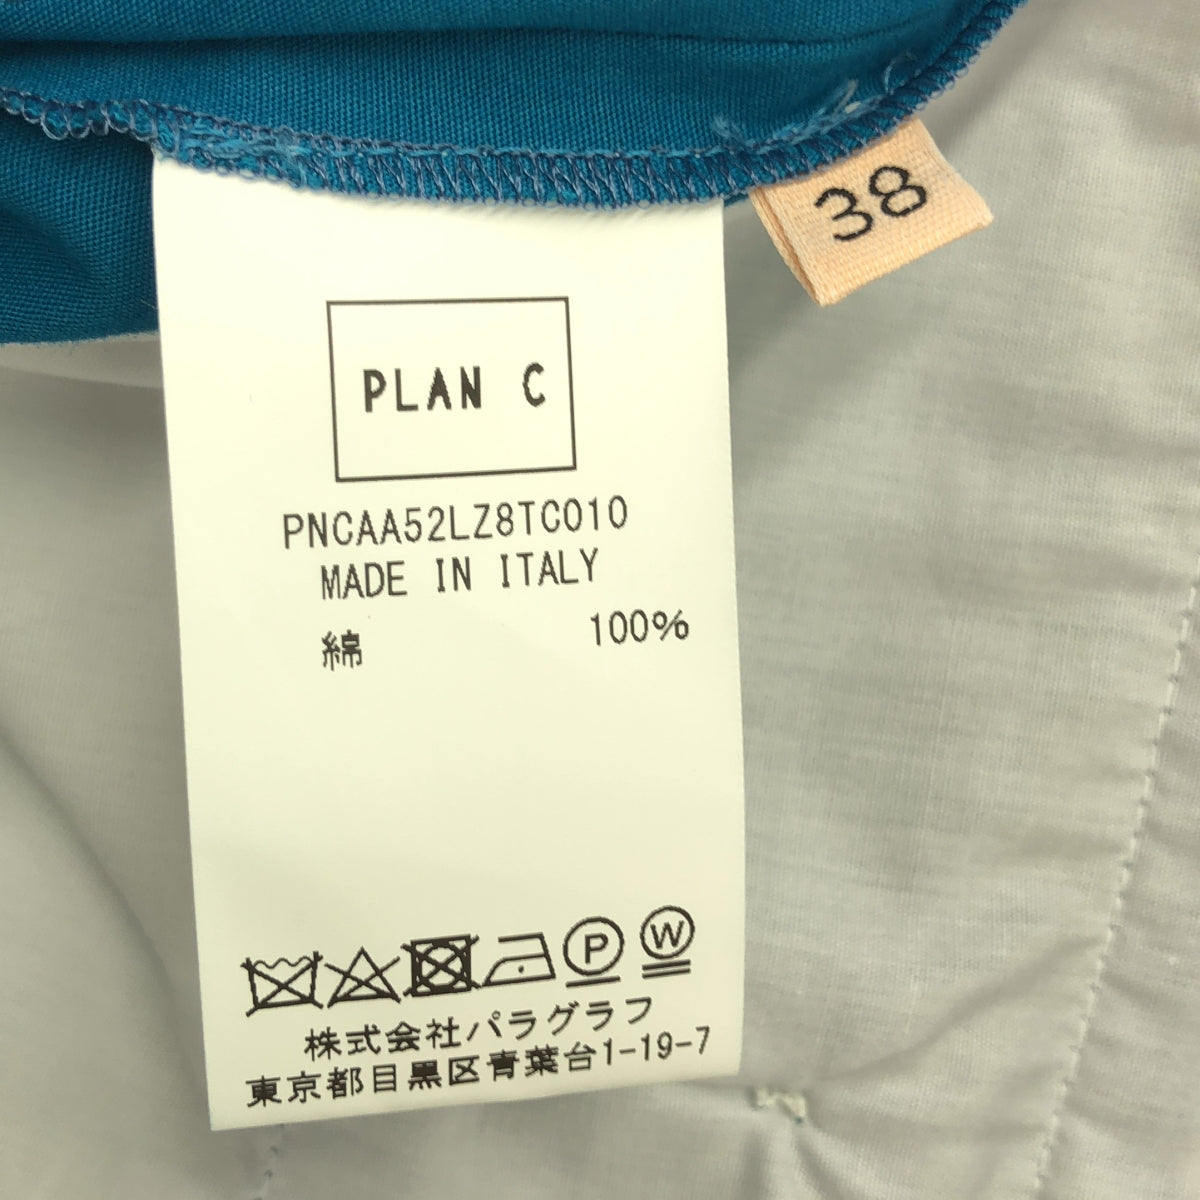 38
PLAN C
PNCAA52LZ8TC010
MADE IN ITALY
綿 100%
P W
株式会社パラグラフ
東京都目黒区青葉台1-19-7